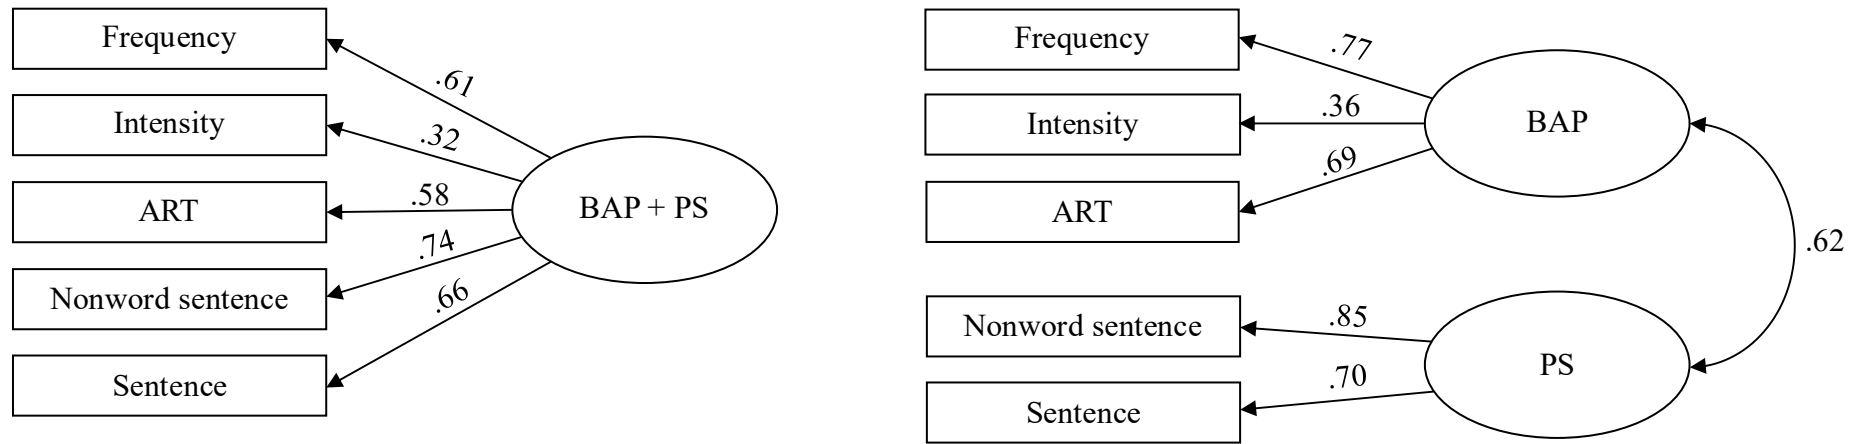 Frequency
Intensity
ART
Nonword sentence
Sentence
.61
.32
.58
.74
.66
BAP + PS
Frequency
Intensity
ART
Nonword sentence
Sentence
.77
.36
.69
.85
.70
BAP
PS
.62